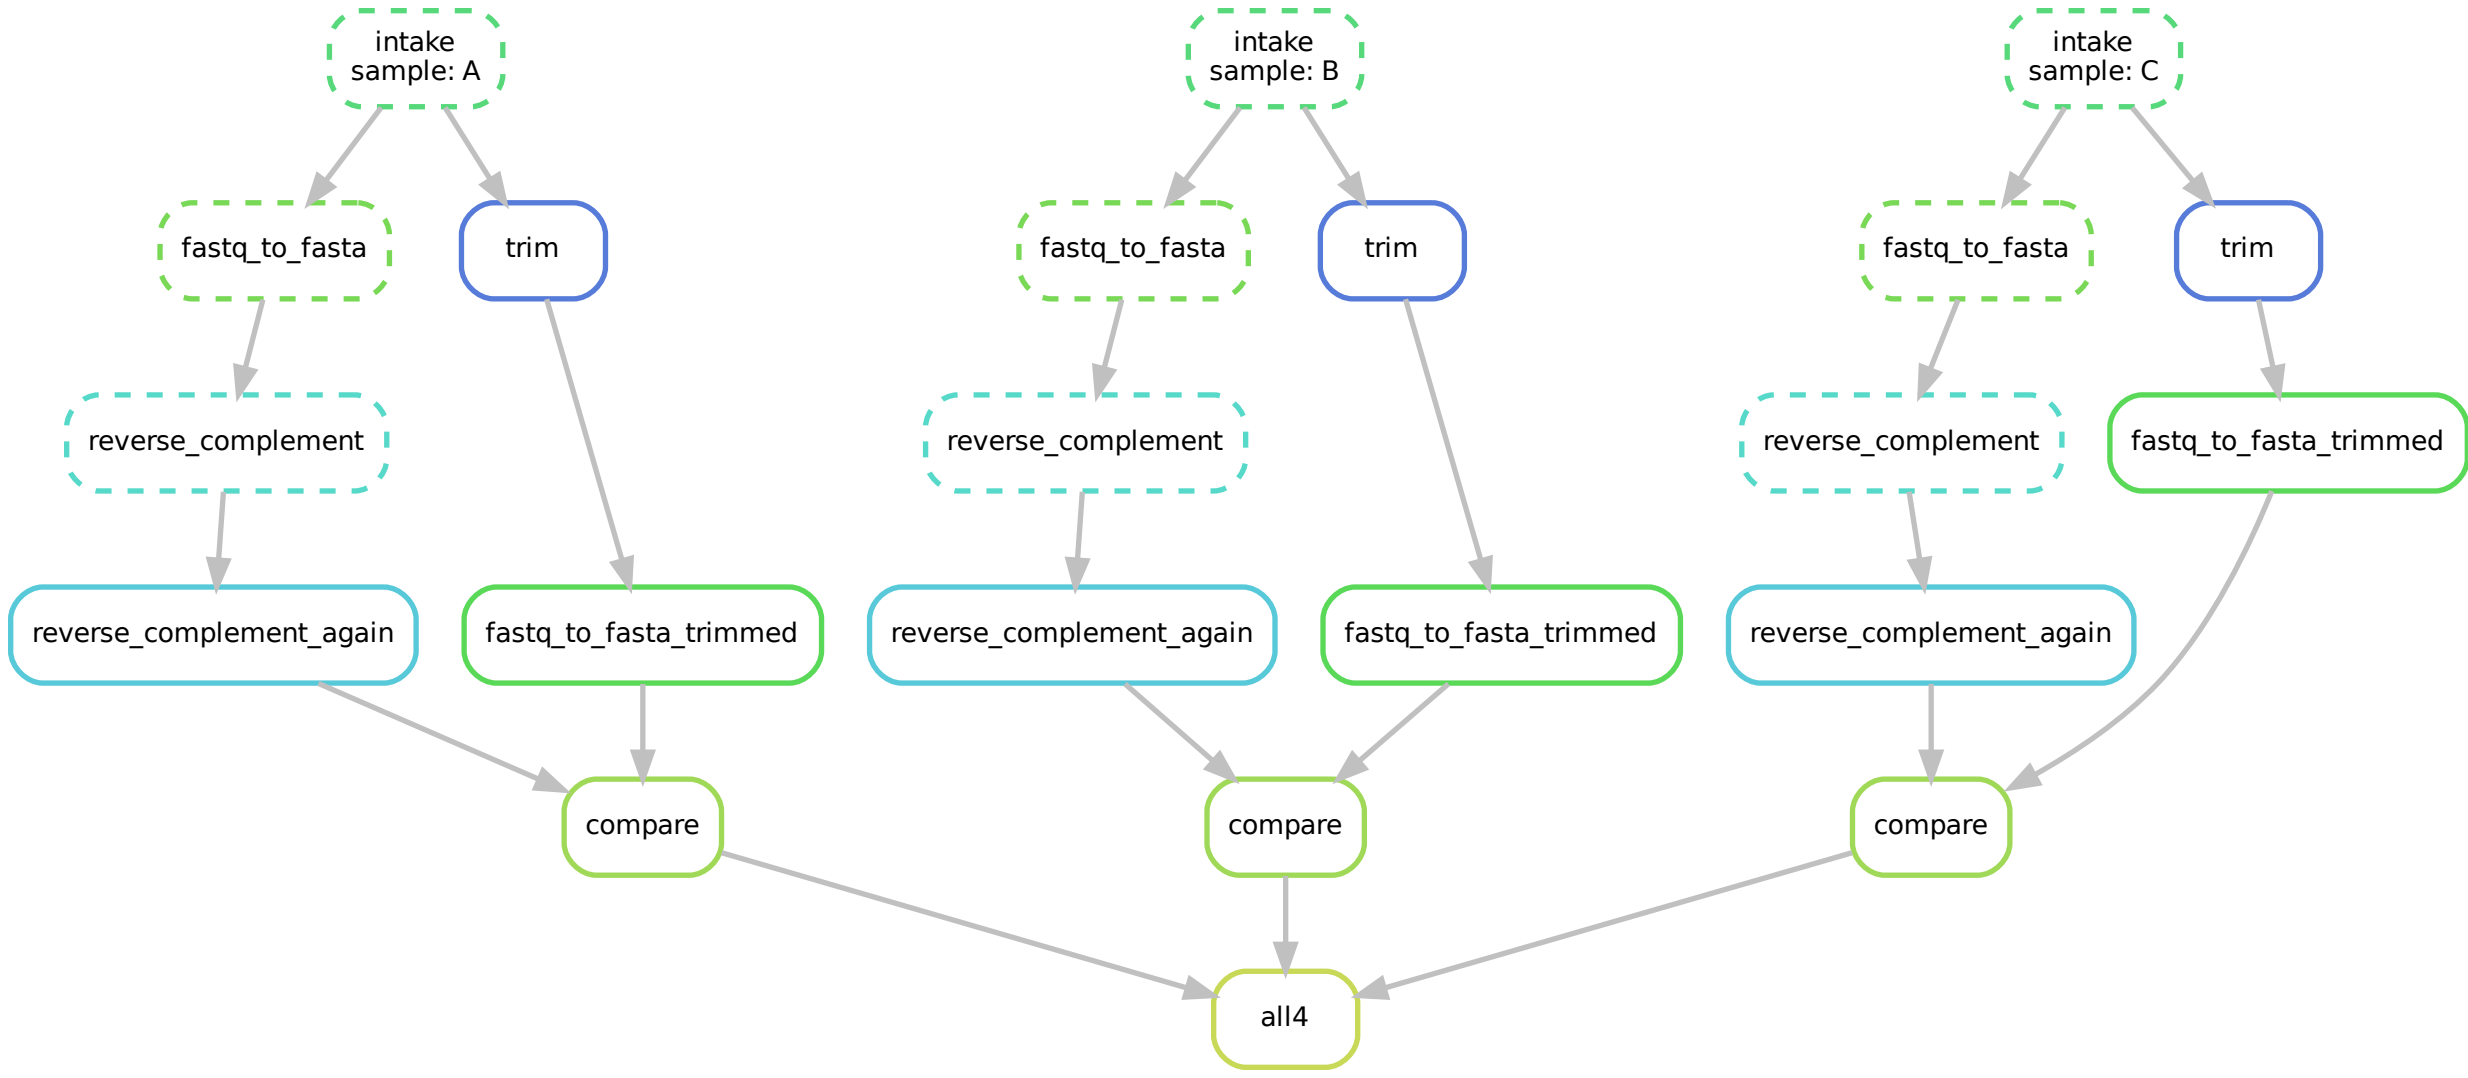 intake
sample: A
intake
sample: B
intake
sample: C
fastq_to_fasta
trim
fastq_to_fasta
trim
fastq_to_fasta
trim
reverse_complement
reverse_complement
reverse_complement
fastq_to_fasta_trimmed
reverse_complement_again
fastq_to_fasta_trimmed
reverse_complement_again
fastq_to_fasta_trimmed
reverse_complement_again
compare
compare
compare
all4